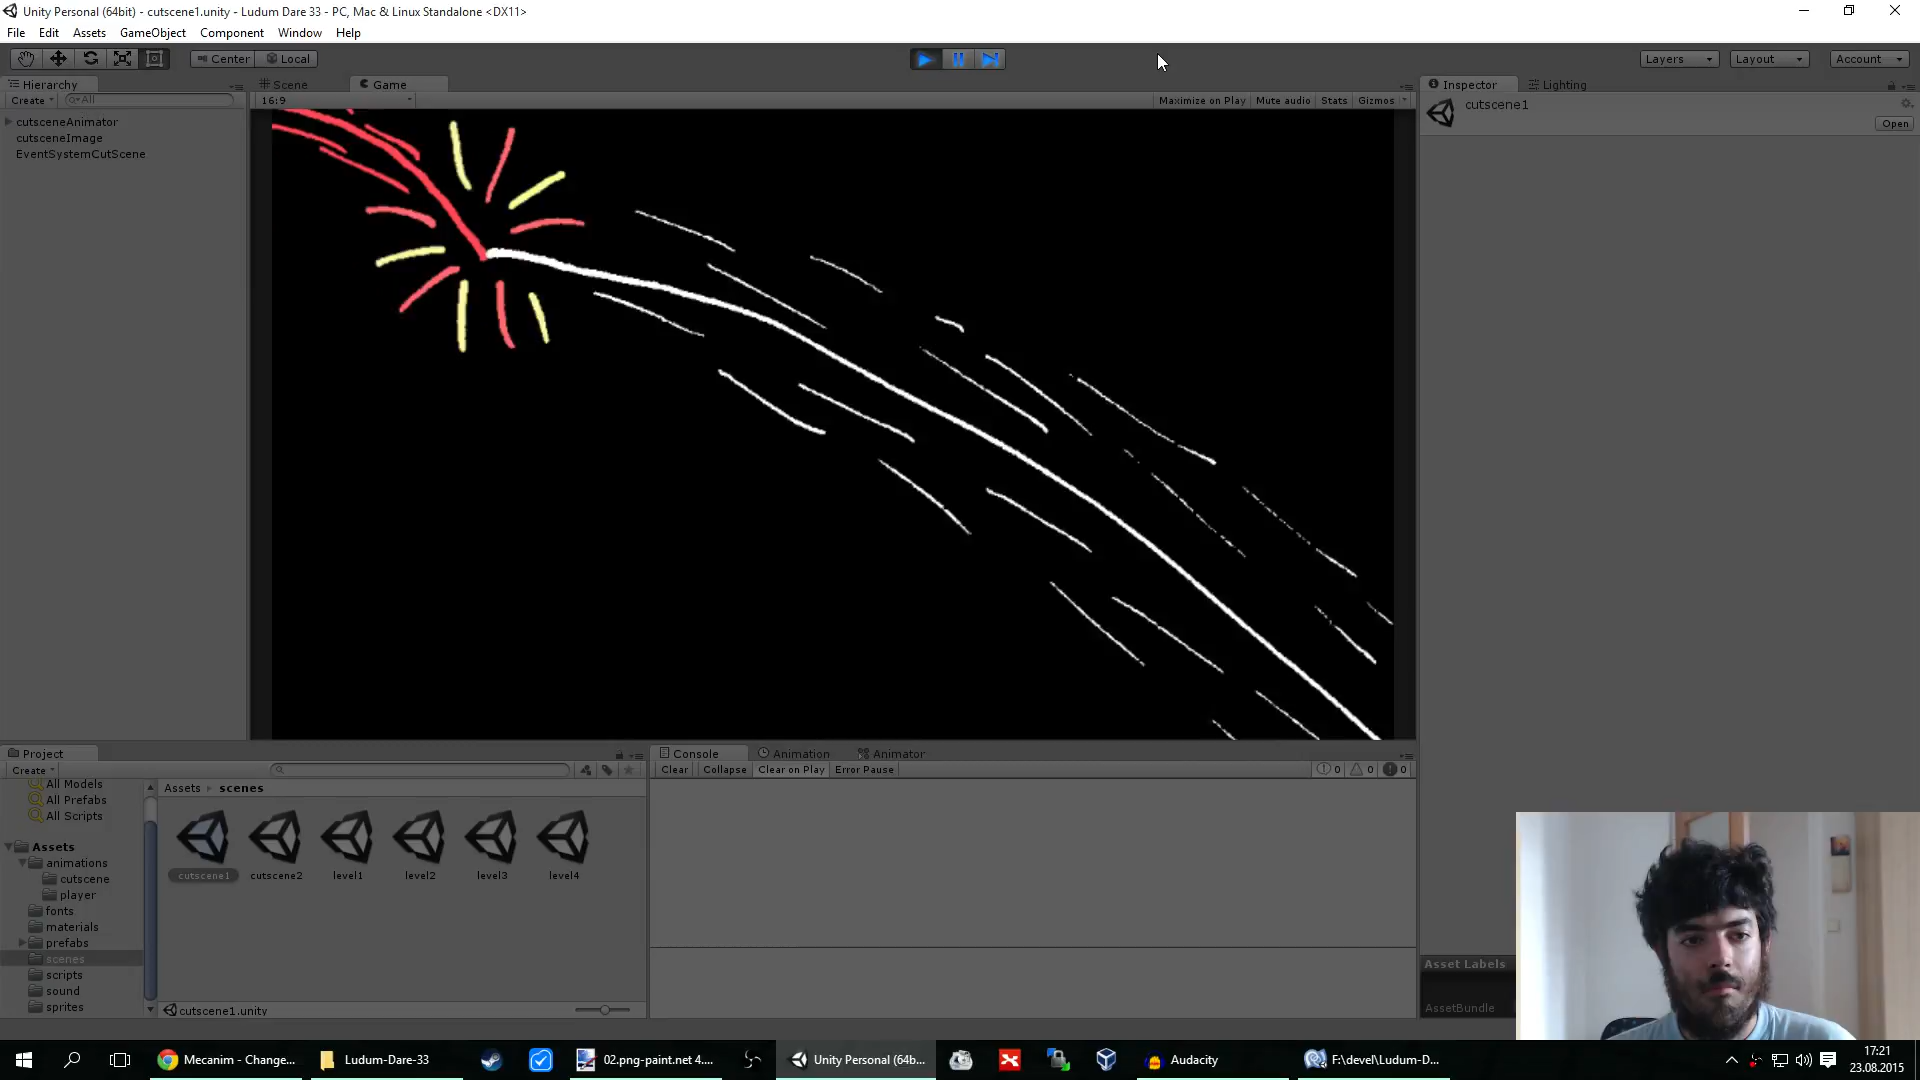 Unity Personal (64bit) - cutscene1.unity - Ludum Dare 33 - PC, Mac & Linux Standalone <DX11>
File Edit Assets GameObject Component Window Help
Center Local
Layers Layout Account
Hierarchy
Scene Game
Inspector Lighting
Create All
16:9
Maximize on Play Mute audio Stats Gizmos
cutscene1
Open
cutsceneAnimator
cutsceneImage
EventSystemCutScene
Project
Create
Console Animation Animator
Clear Collapse Clear on Play Error Pause
0 0 0
All Models
All Prefabs
All Scripts
Assets
animations
cutscene
player
fonts
materials
prefabs
scenes
scripts
sound
sprites
Assets scenes
cutscene1 cutscene2 level1 level2 level3 level4
cutscene1.unity
Asset Labels
AssetBundle
Mecanim - Change...
Ludum-Dare-33
02.png-paint.net 4....
Unity Personal (64b...
Audacity
F:\devel\Ludum-D...
17:21
23.08.2015